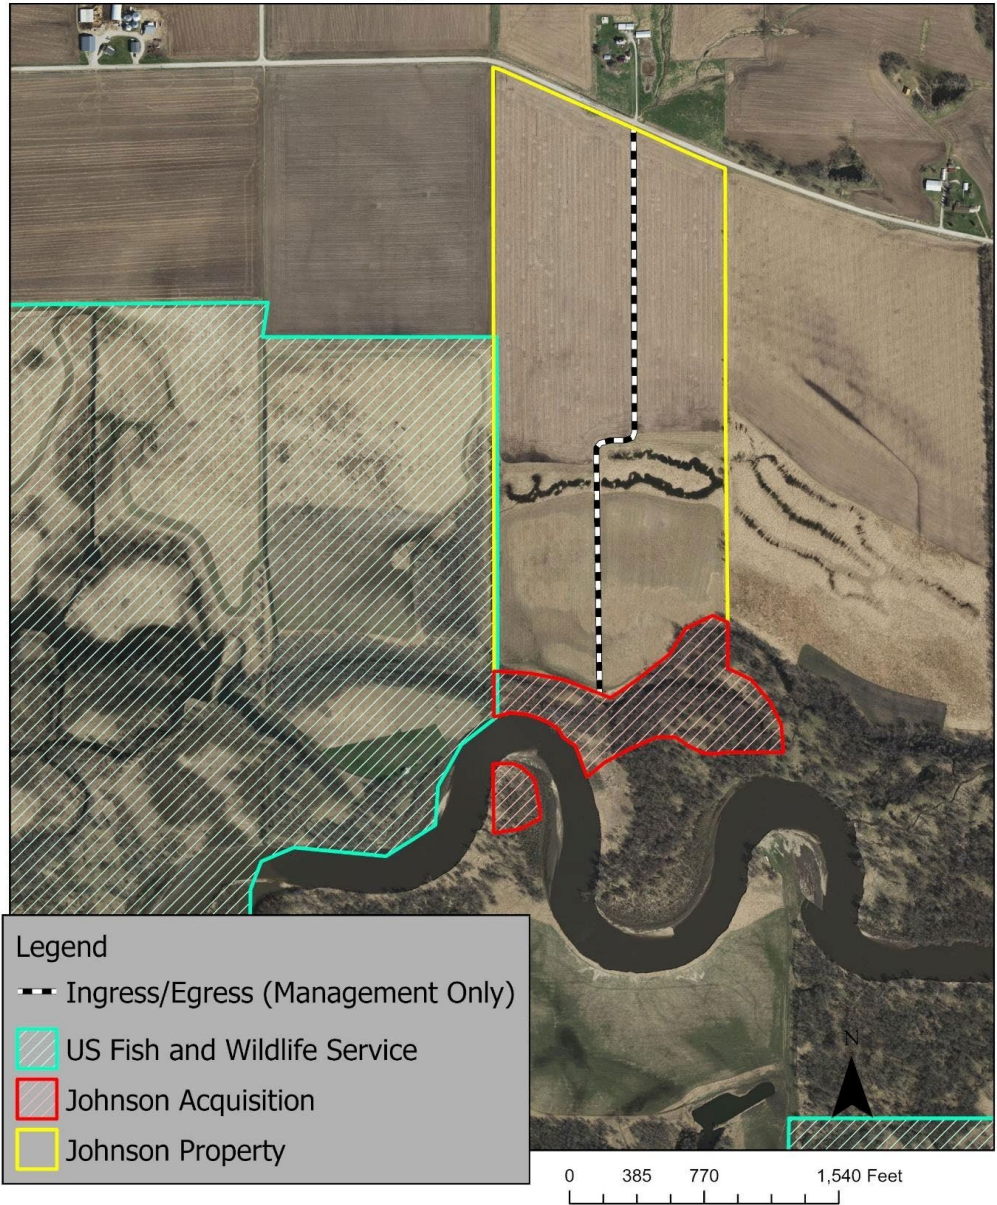 Legend
Ingress/Egress (Management Only)
US Fish and Wildlife Service
Johnson Acquisition
Johnson Property
N
0 385 770 1,540 Feet